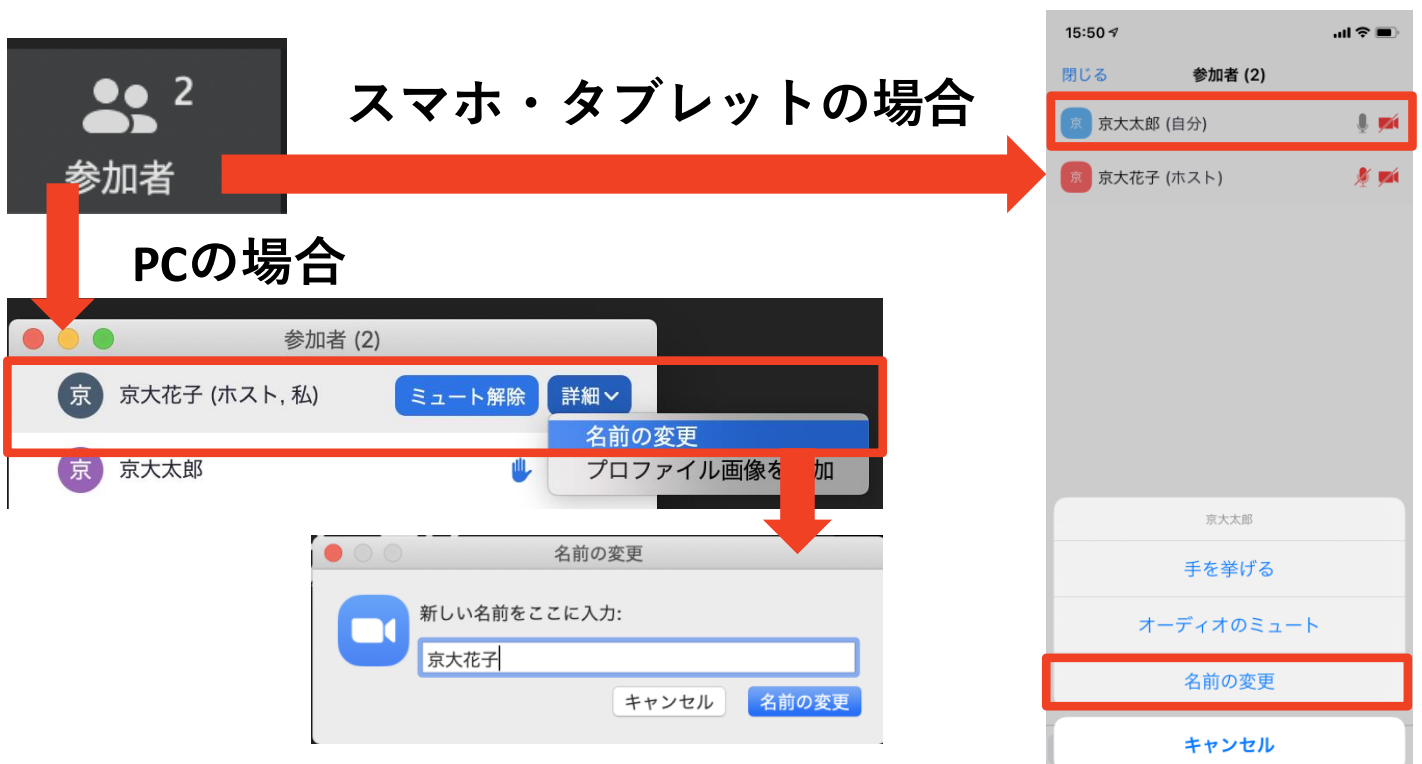 2
参加者
スマホ・タブレットの場合
PCの場合
参加者 (2)
京 京大花子 (ホスト, 私) ミュート解除 詳細
名前の変更
京 京大太郎
プロファイル画像を 加
名前の変更
新しい名前をここに入力:
京大花子
キャンセル 名前の変更
15:50
閉じる 参加者 (2)
京 京大太郎 (自分)
京 京大花子 (ホスト)
京大太郎
手を挙げる
オーディオのミュート
名前の変更
キャンセル